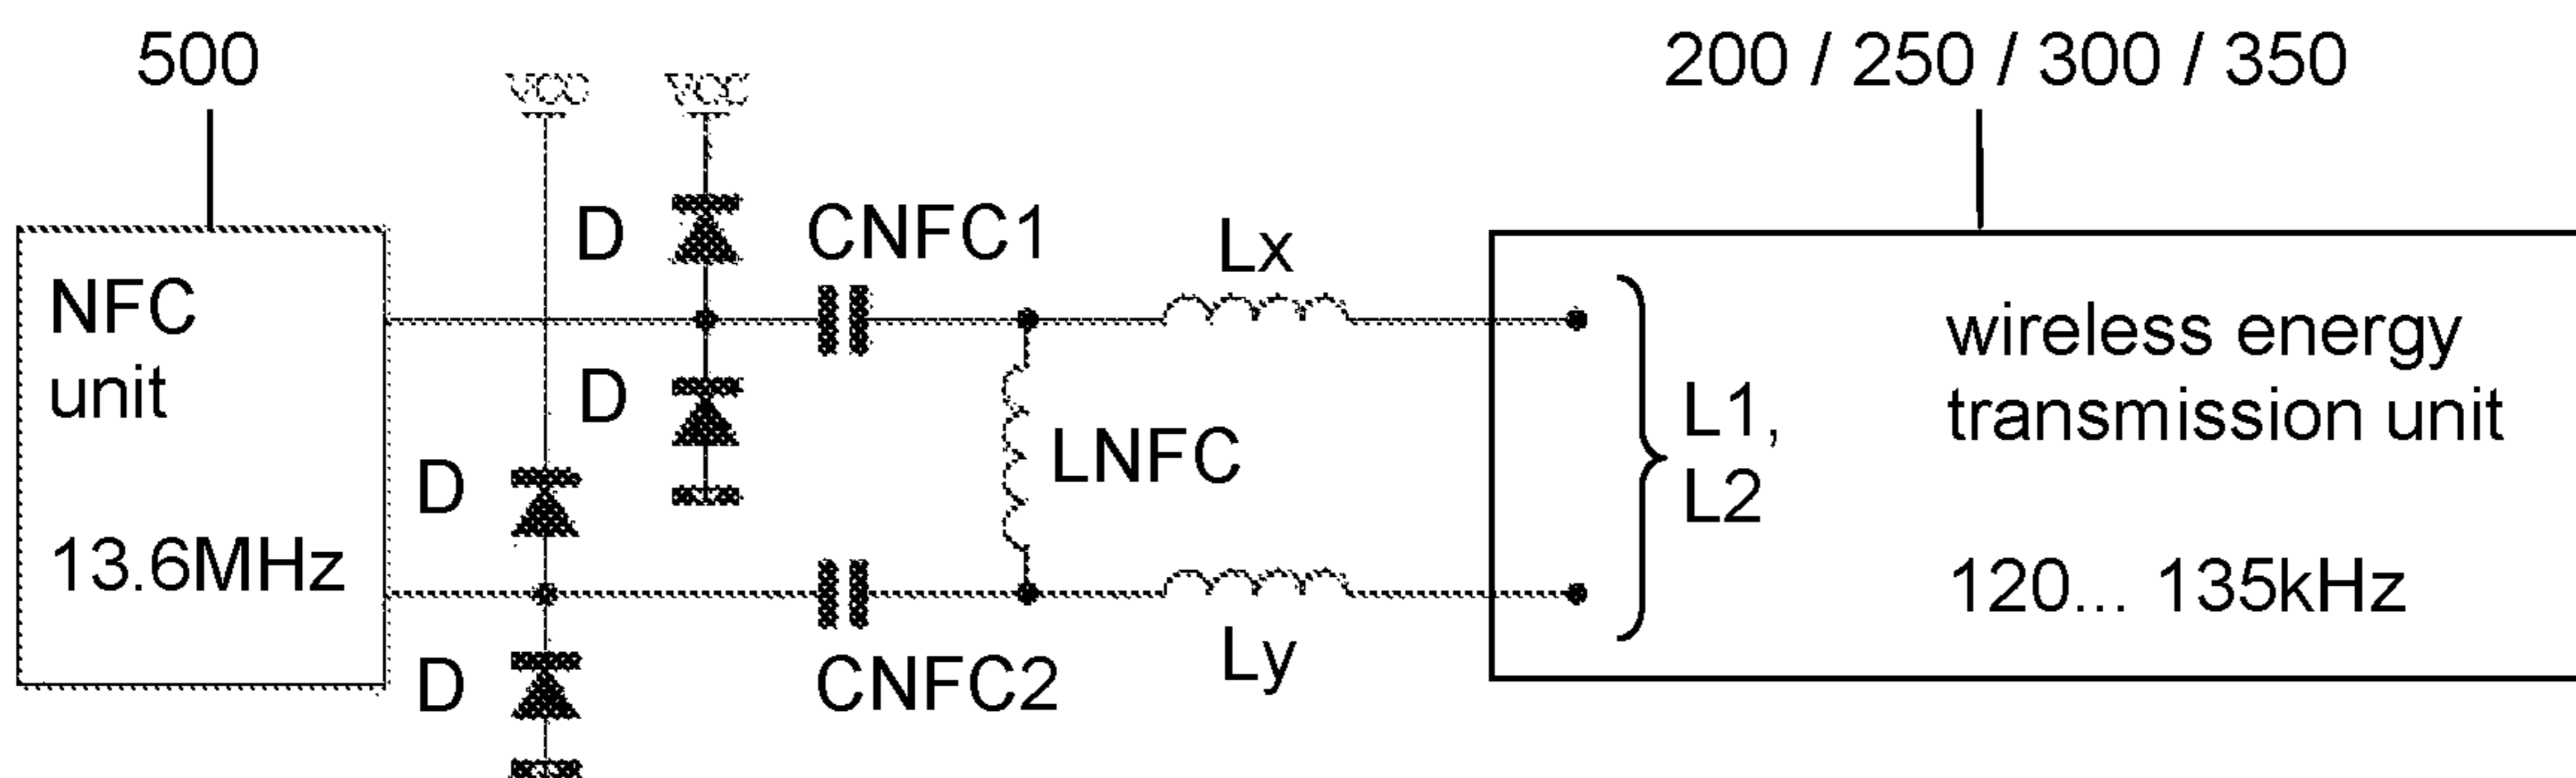 500
200 / 250 / 300 / 350
VCC VCC
D
CNFC1
Lx
NFC
unit
wireless energy
transmission unit
D
L1,
LNFC
D
L2
13.6MHz
120... 135kHz
D
CNFC2
Ly